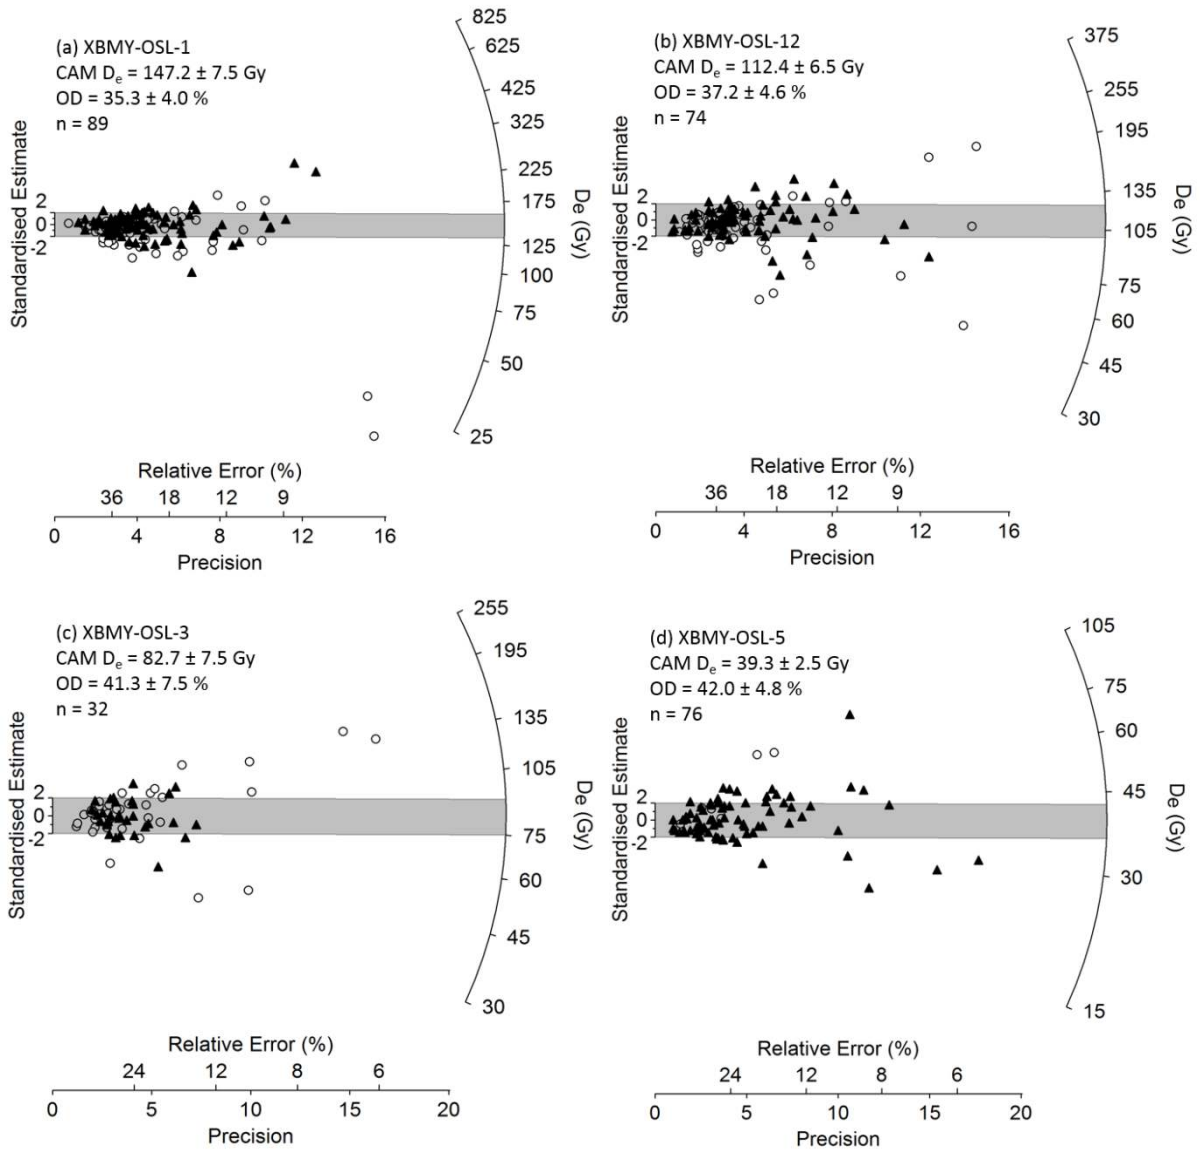 (a) XBMY-OSL-1
CAM De = 147.2 ± 7.5 Gy
OD = 35.3 ± 4.0 %
n = 89
Standardised Estimate
2
0
-2
825
625
425
325
225
175
125
100
75
50
25
De (Gy)
Relative Error (%)
36 18 12 9
0 4 8 12 16
Precision
(b) XBMY-OSL-12
CAM De = 112.4 ± 6.5 Gy
OD = 37.2 ± 4.6 %
n = 74
Standardised Estimate
2
0
-2
375
255
195
135
105
75
60
45
30
De (Gy)
Relative Error (%)
36 18 12 9
0 4 8 12 16
Precision
(c) XBMY-OSL-3
CAM De = 82.7 ± 7.5 Gy
OD = 41.3 ± 7.5 %
n = 32
Standardised Estimate
2
0
-2
255
195
135
105
75
60
45
30
De (Gy)
Relative Error (%)
24 12 8 6
0 5 10 15 20
Precision
(d) XBMY-OSL-5
CAM De = 39.3 ± 2.5 Gy
OD = 42.0 ± 4.8 %
n = 76
Standardised Estimate
2
0
-2
105
75
60
45
30
15
De (Gy)
Relative Error (%)
24 12 8 6
0 5 10 15 20
Precision